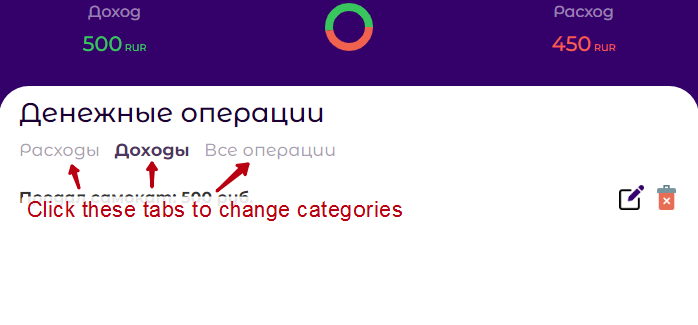 Доход Расход
500 RUR 450 RUR
Денежные операции
Расходы Доходы Все операции
Продал самокат: 500 руб.
Click these tabs to change categories